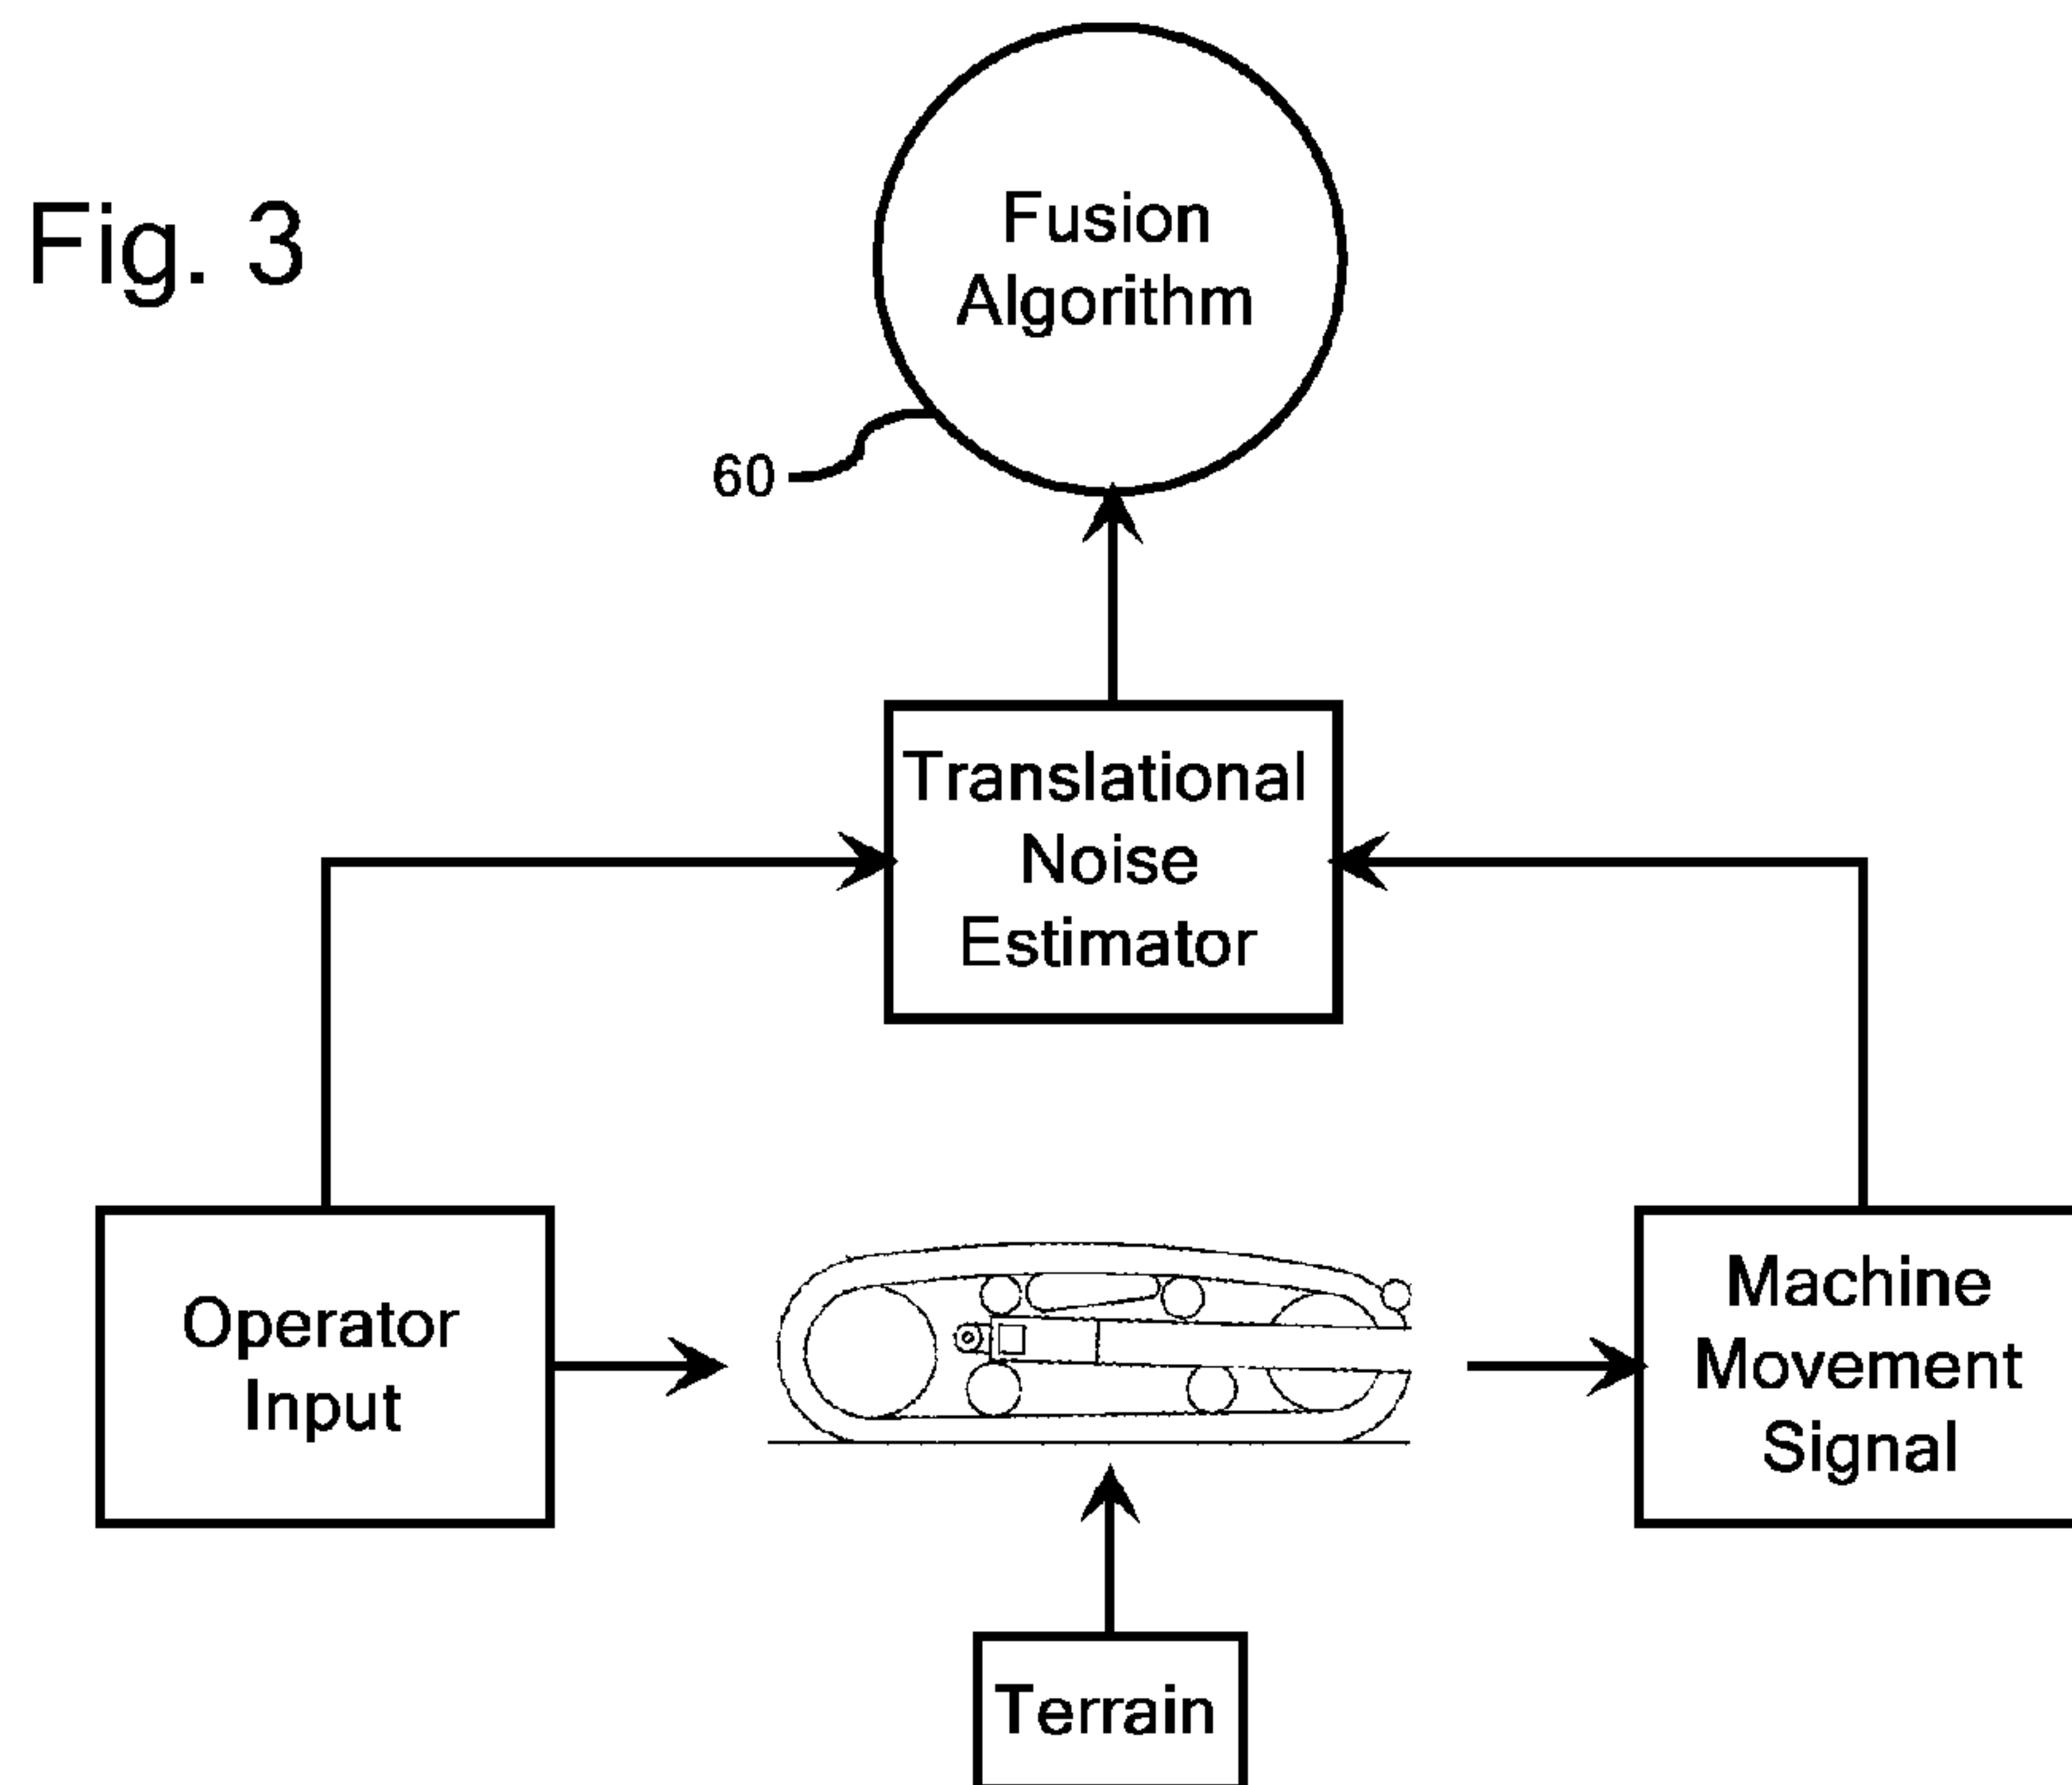 Fig. 3
Fusion
Algorithm
60
Translational
Noise
Estimator
Operator
Input
Machine
Movement
Signal
Terrain